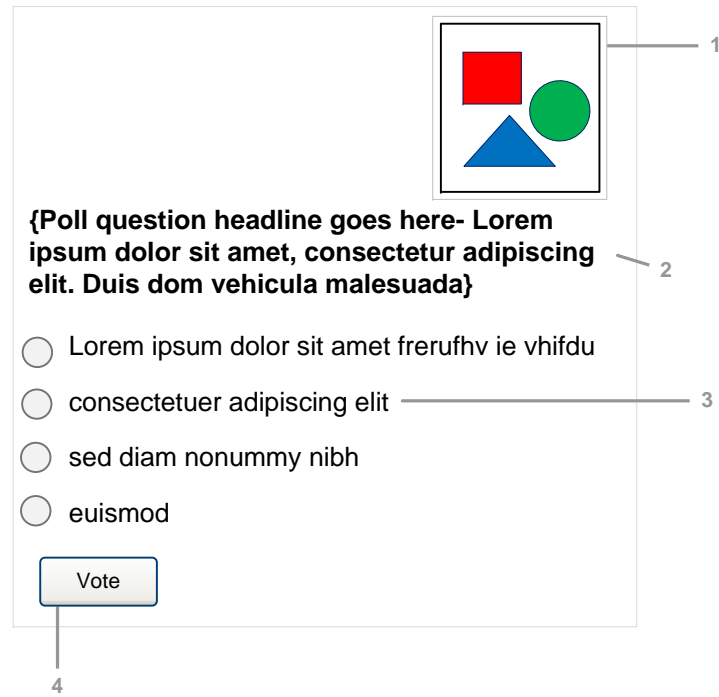 1
{Poll question headline goes here- Lorem
ipsum dolor sit amet, consectetur adipiscing
elit. Duis dom vehicula malesuada}
2
Lorem ipsum dolor sit amet frerufhv ie vhifdu
consectetuer adipiscing elit
3
sed diam nonummy nibh
euismod
Vote
4